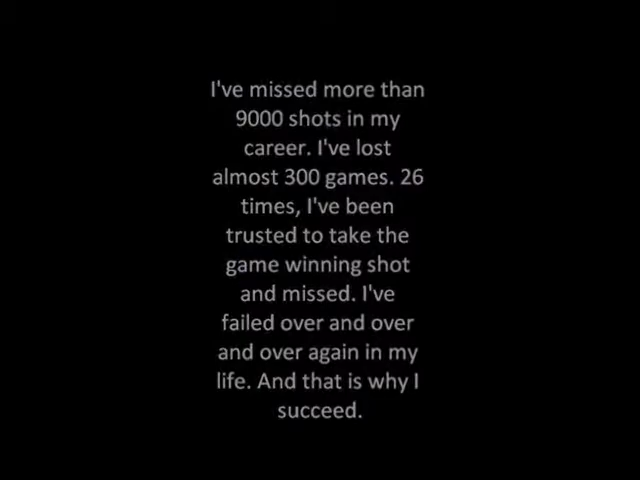 I've missed more than
9000 shots in my
career. I've lost
almost 300 games. 26
times, I've been
trusted to take the
game winning shot
and missed. I've
failed over and over
and over again in my
life. And that is why I
succeed.